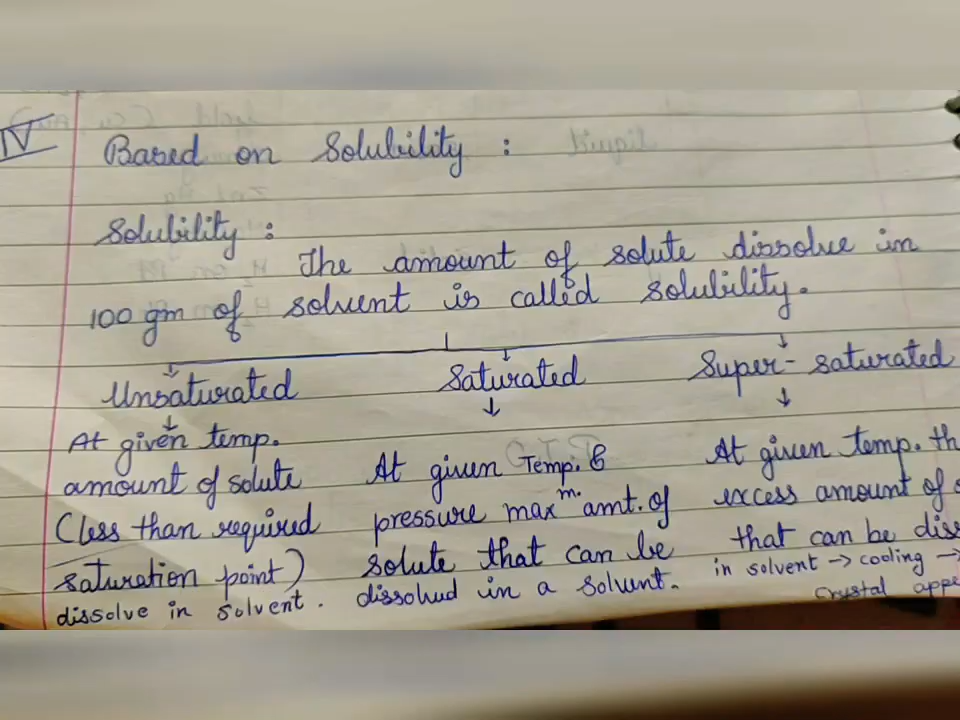 IV Based on Solubility :
Solubility :
The amount of solute dissolve in
100 gm of solvent is called solubility.
Unsaturated
At given temp.
amount of solute
(less than required
saturation point)
dissolve in solvent.
Saturated
At given Temp. &
pressure maxm. amt. of
solute that can be
dissolved in a solvent.
Super-saturated
At given temp.
excess amount of
that can be
in solvent → cooling →
Crystal